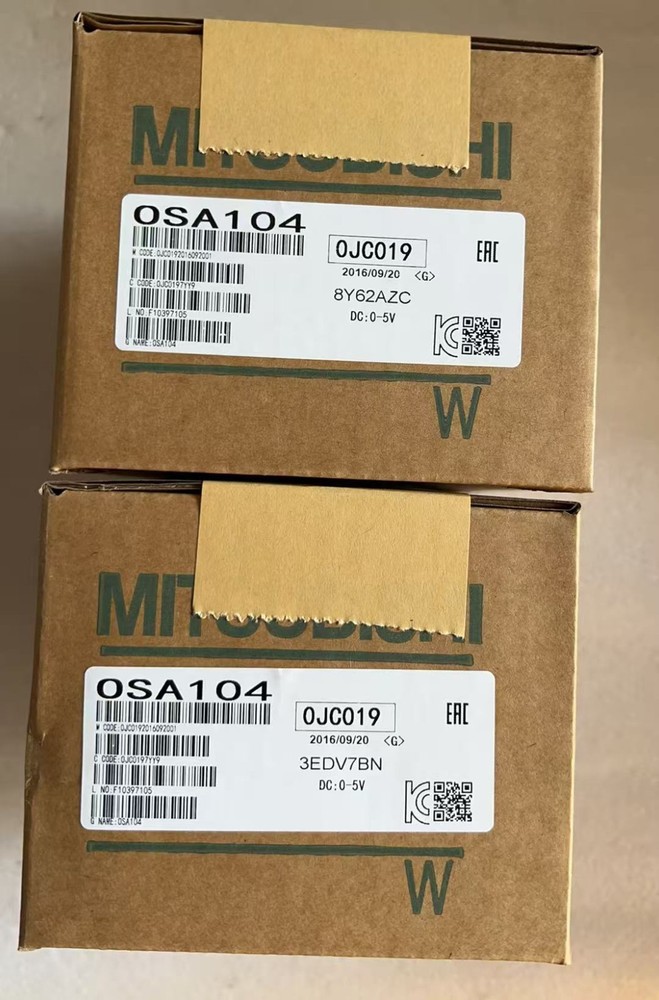 MITSUBISHI
OSA104
W CODE:0JC0192016092001
C CODE:0JC0197YY9
L NO.F10397105
Q NAME:OSA104
0JC019
2016/09/20 <G>
8Y62AZC
DC:0-5V
EAC
KC
W
MITSUBISHI
OSA104
W CODE:0JC0192016092001
C CODE:0JC0197YY9
L NO.F10397105
Q NAME:OSA104
0JC019
2016/09/20 <G>
3EDV7BN
DC:0-5V
EAC
KC
W